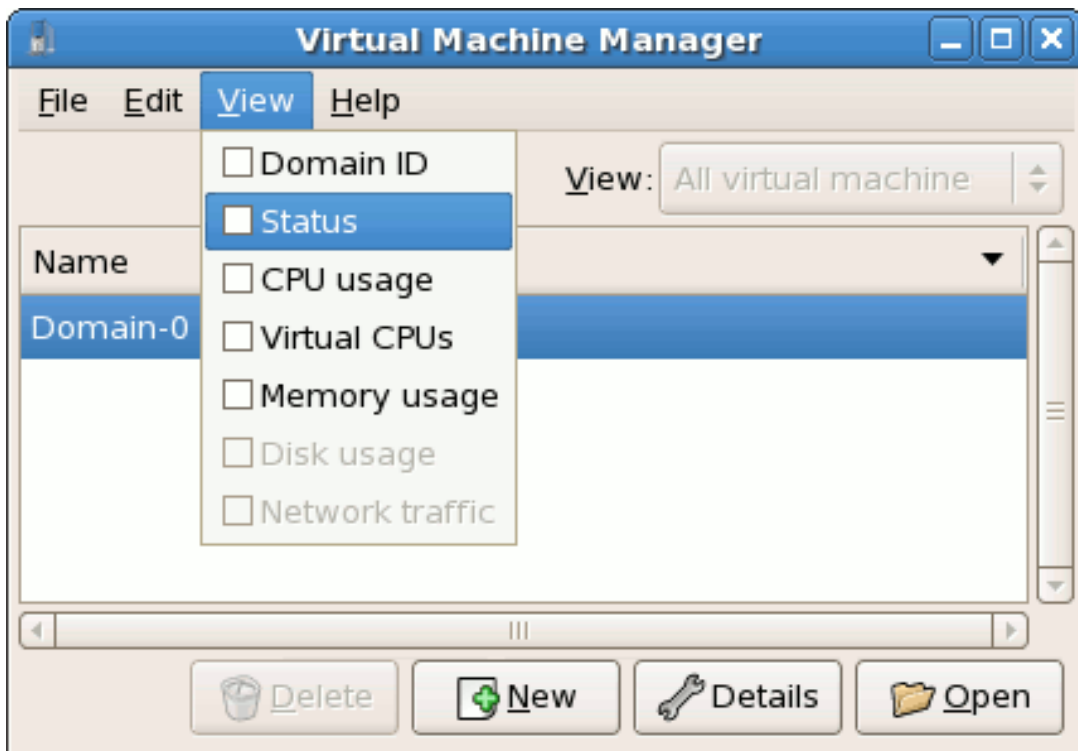 Virtual Machine Manager
File Edit View Help
Domain ID
View: All virtual machine
Status
Name
CPU usage
Domain-0
Virtual CPUs
Memory usage
Disk usage
Network traffic
Delete New Details Open